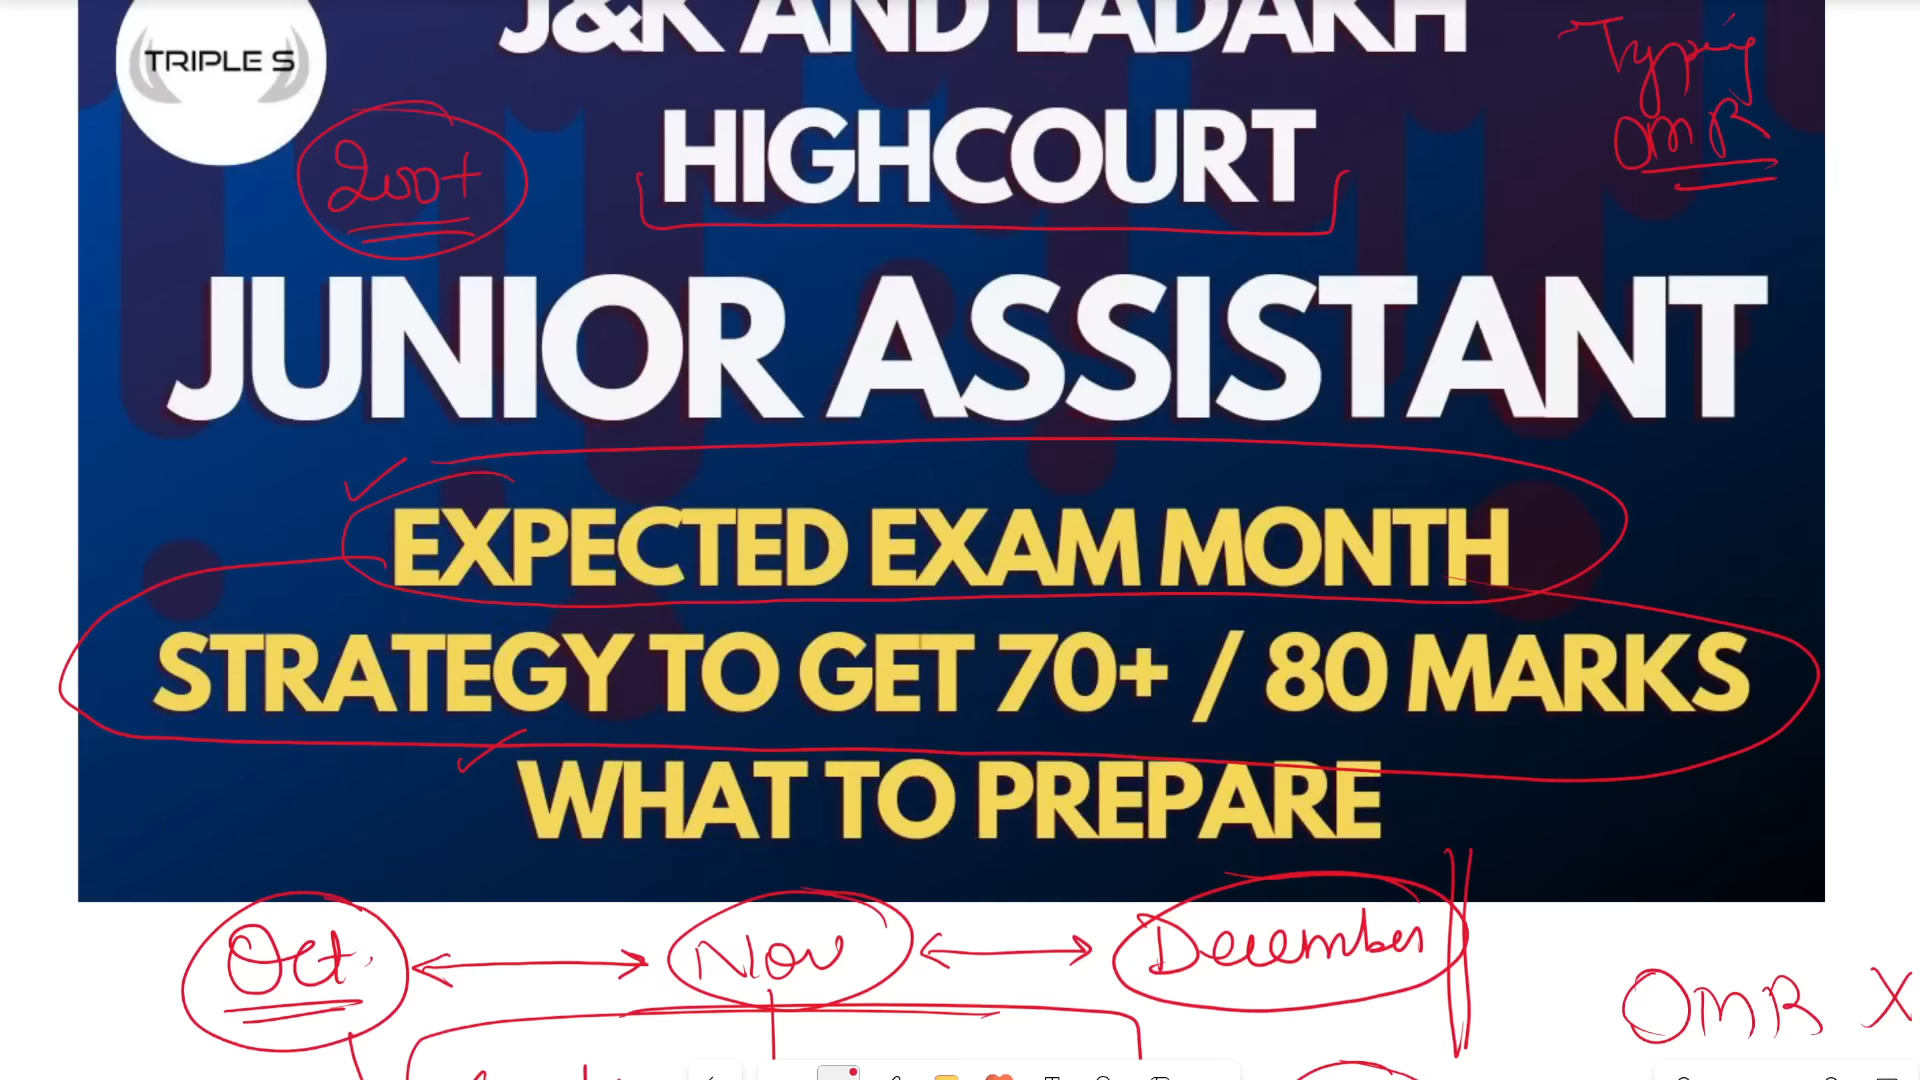 J&K AND LADAKH
TRIPLE S
Typing
OMR
200+
HIGHCOURT
JUNIOR ASSISTANT
EXPECTED EXAM MONTH
STRATEGY TO GET 70+ / 80 MARKS
WHAT TO PREPARE
Oct. Nov December
OMR X